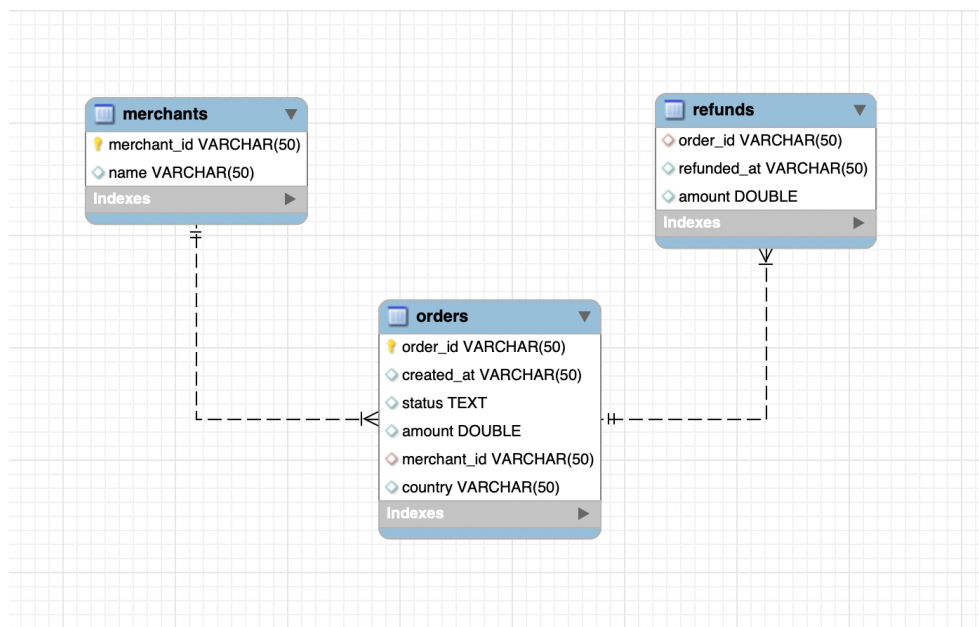 merchants
merchant_id VARCHAR(50)
name VARCHAR(50)
Indexes
refunds
order_id VARCHAR(50)
refunded_at VARCHAR(50)
amount DOUBLE
Indexes
orders
order_id VARCHAR(50)
created_at VARCHAR(50)
status TEXT
amount DOUBLE
merchant_id VARCHAR(50)
country VARCHAR(50)
Indexes